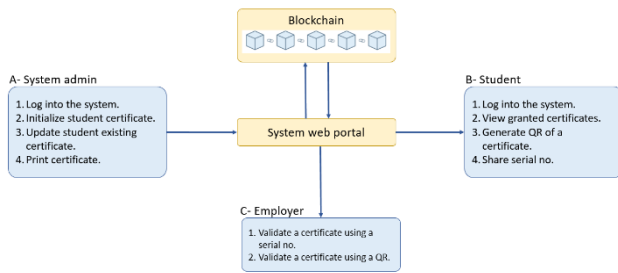 Blockchain
A- System admin
1. Log into the system.
2. Initialize student certificate.
3. Update student existing
certificate.
4. Print certificate.
System web portal
B- Student
1. Log into the system.
2. View granted certificates.
3. Generate QR of a
certificate.
4. Share serial no.
C- Employer
1. Validate a certificate using a
serial no.
2. Validate a certificate using a QR.